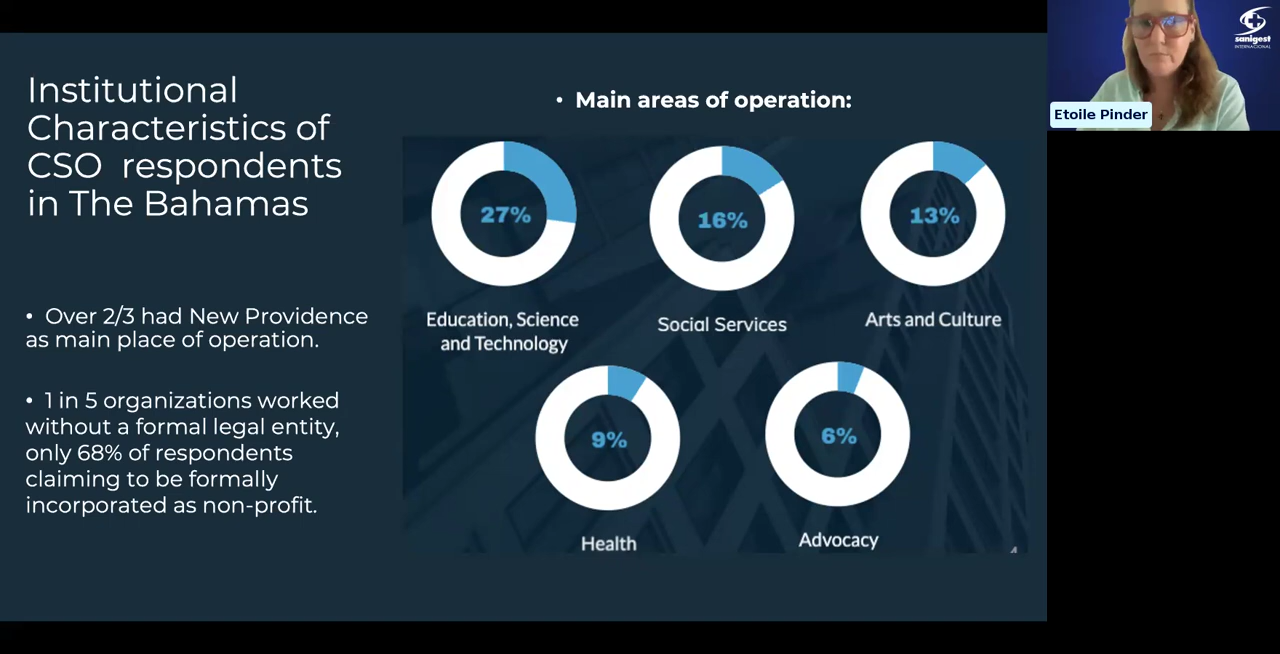 Institutional
Characteristics of
CSO respondents
in The Bahamas
• Over 2/3 had New Providence
as main place of operation.
• 1 in 5 organizations worked
without a formal legal entity,
only 68% of respondents
claiming to be formally
incorporated as non-profit.
• Main areas of operation:
27%
Education, Science
and Technology
16%
Social Services
13%
Arts and Culture
9%
Health
6%
Advocacy
sanigest
INTERNACIONAL
Etoile Pinder